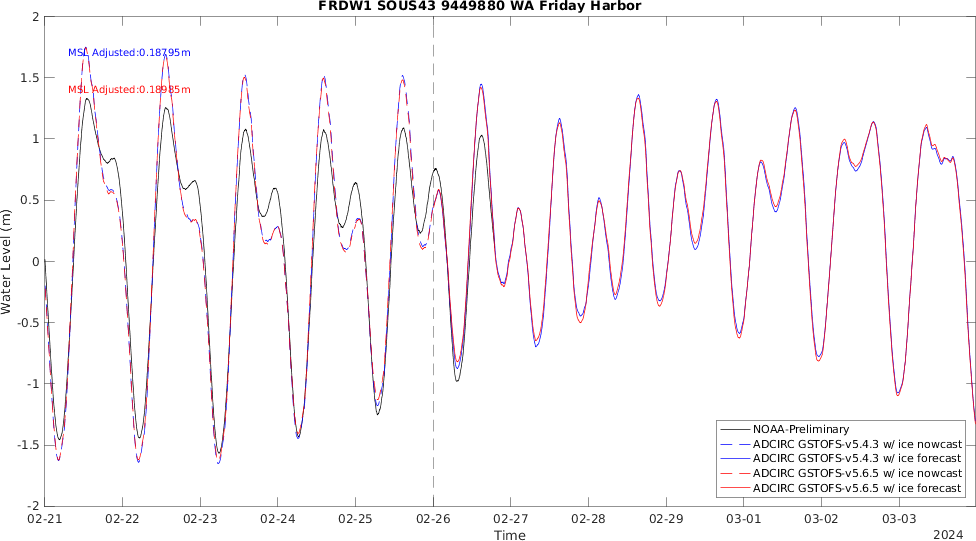 FRDW1 SOUS43 9449880 WA Friday Harbor
2
1.5
1
0.5
0
-0.5
-1
-1.5
-2
Water Level (m)
MSL Adjusted:0.18795m
MSL Adjusted:0.18985m
NOAA-Preliminary
ADCIRC GSTOFS-v5.4.3 w/ ice nowcast
ADCIRC GSTOFS-v5.4.3 w/ ice forecast
ADCIRC GSTOFS-v5.6.5 w/ ice nowcast
ADCIRC GSTOFS-v5.6.5 w/ ice forecast
02-21 02-22 02-23 02-24 02-25 02-26 02-27 02-28 02-29 03-01 03-02 03-03
Time
2024